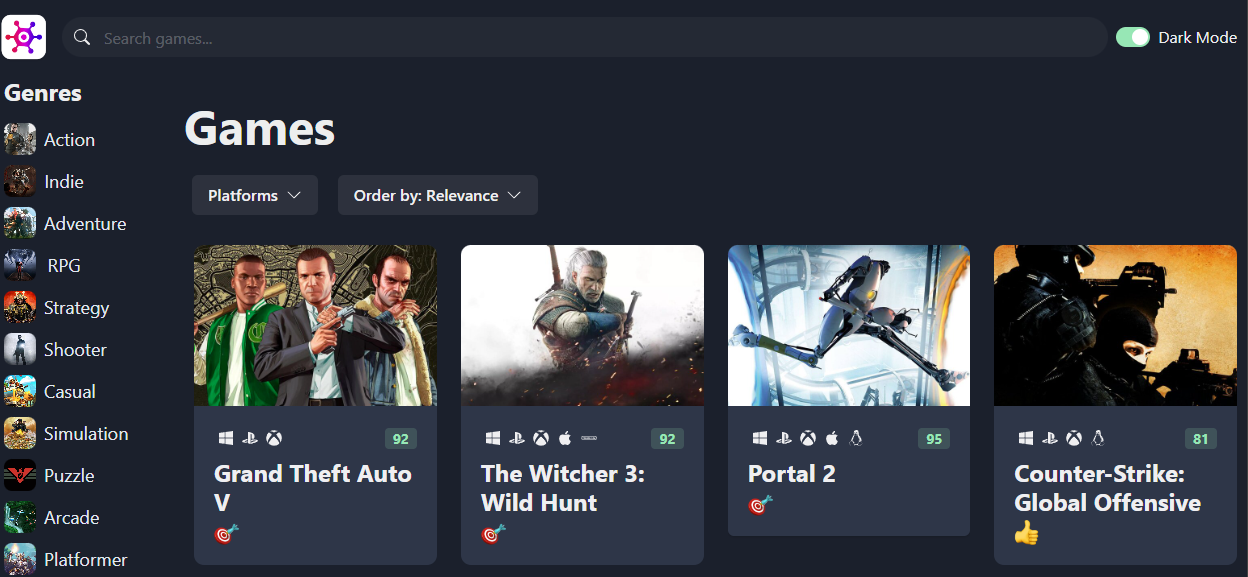 Search games...
Dark Mode
Genres
Action
Indie
Adventure
RPG
Strategy
Shooter
Casual
Simulation
Puzzle
Arcade
Platformer
Games
Platforms
Order by: Relevance
92
Grand Theft Auto
V
92
The Witcher 3:
Wild Hunt
95
Portal 2
81
Counter-Strike:
Global Offensive